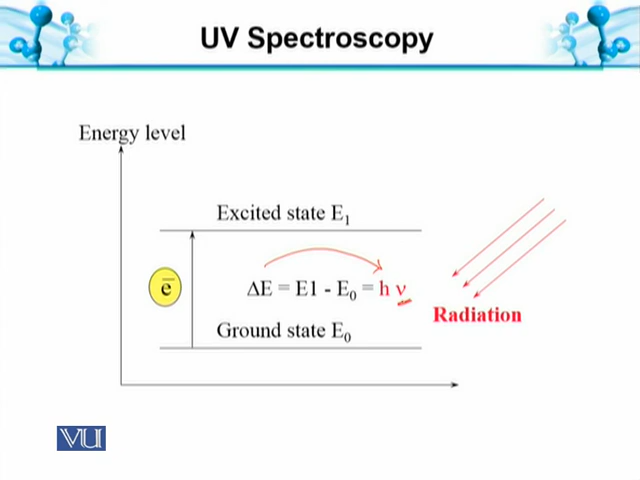 UV Spectroscopy
Energy level
Excited state E₁
e̅
ΔE = E1 - E₀ = h ν
Radiation
Ground state E₀
VU